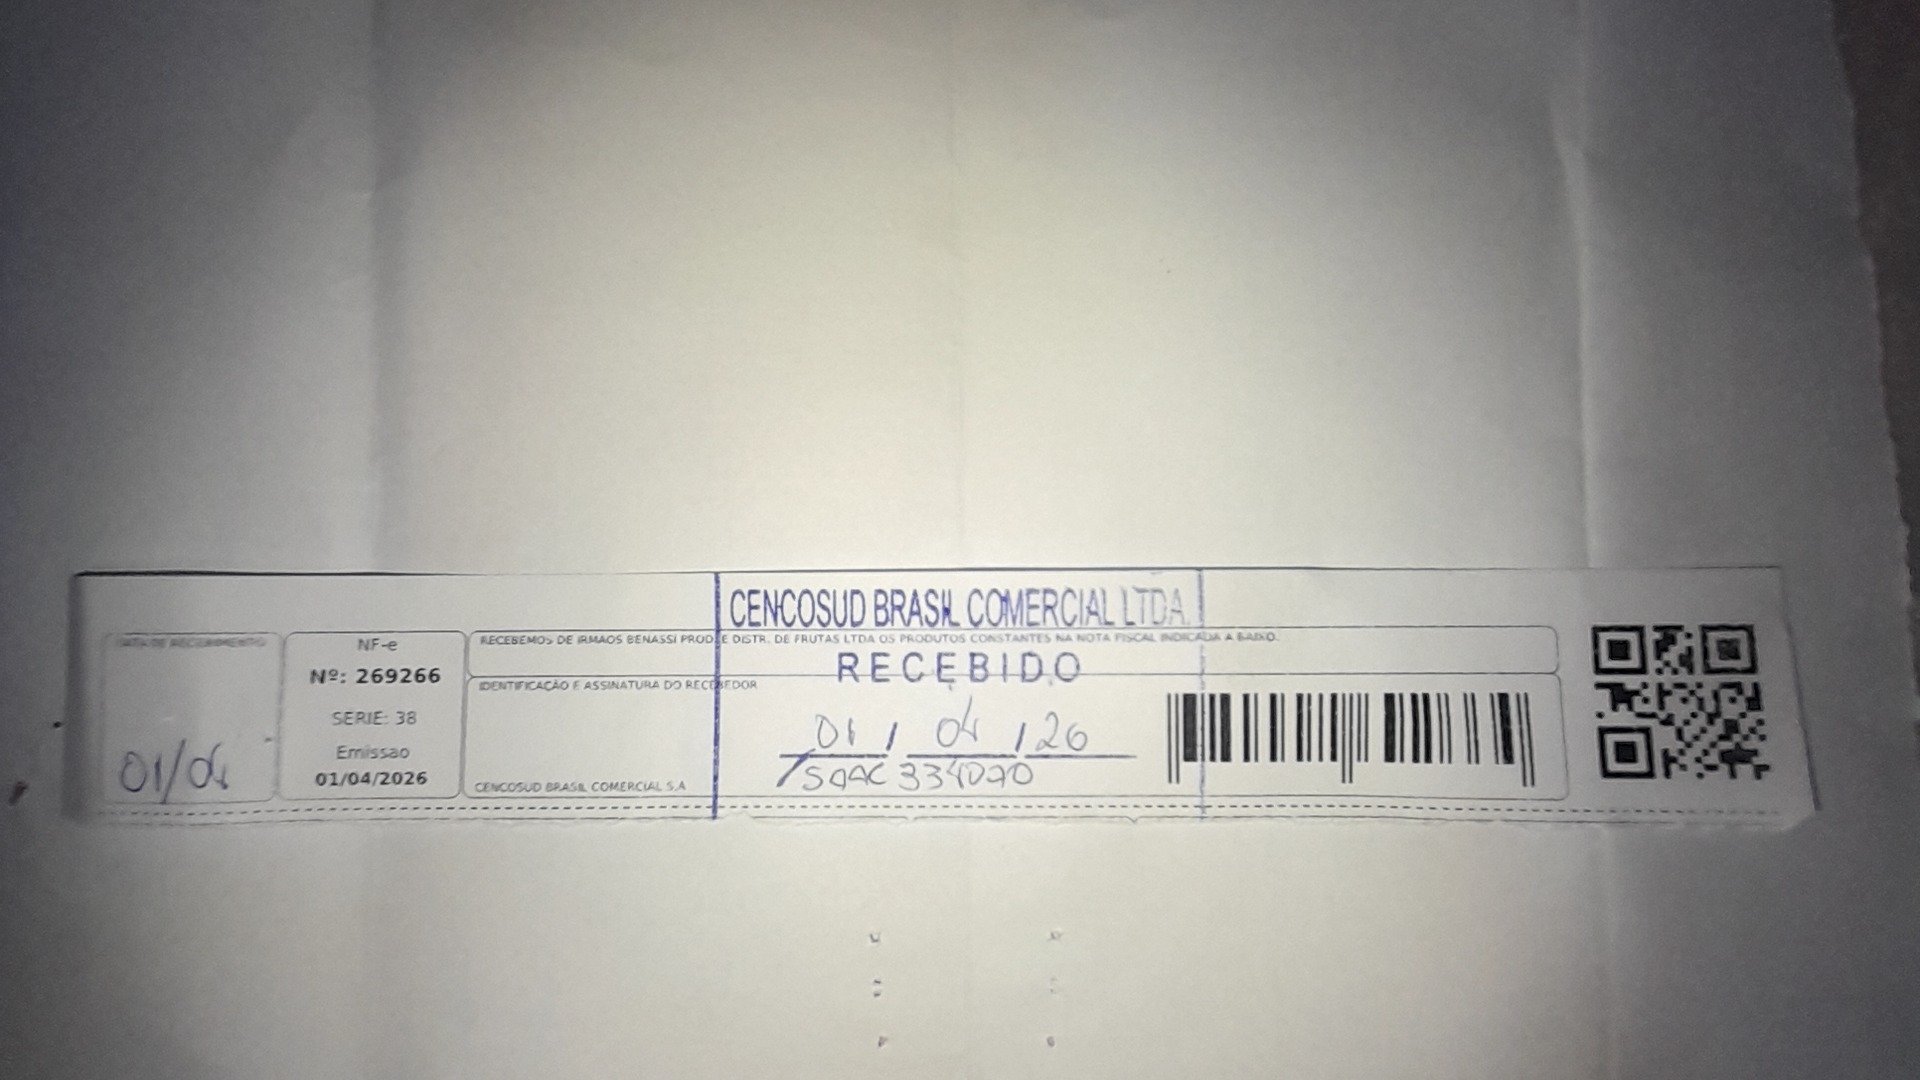 CENCOSUD BRASIL COMERCIAL LTDA.
DATA DE RECEBIMENTO
01/04
NF-e
Nº: 269266
SERIE: 38
Emissao
01/04/2026
RECEBEMOS DE IRMAOS BENASSI PROD E DISTR. DE FRUTAS LTDA OS PRODUTOS CONSTANTES NA NOTA FISCAL INDICADA A BAIXO.
RECEBIDO
IDENTIFICACÃO E ASSINATURA DO RECEBEDOR
01 / 04 / 26
ISAAC
CENCOSUD BRASIL COMERCIAL S.A